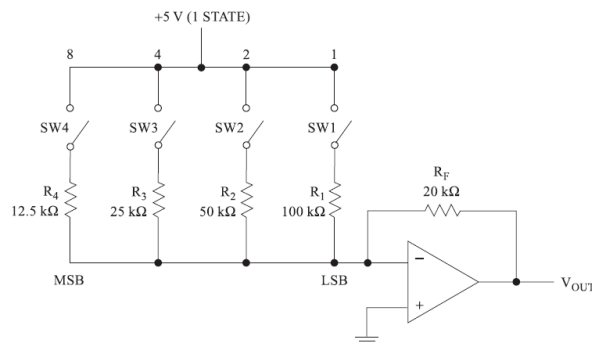 +5 V (1 STATE)
8 4 2 1
SW4 SW3 SW2 SW1
R4 R3 R2 R1
12.5 kΩ 25 kΩ 50 kΩ 100 kΩ
RF
20 kΩ
−
+
MSB LSB
VOUT